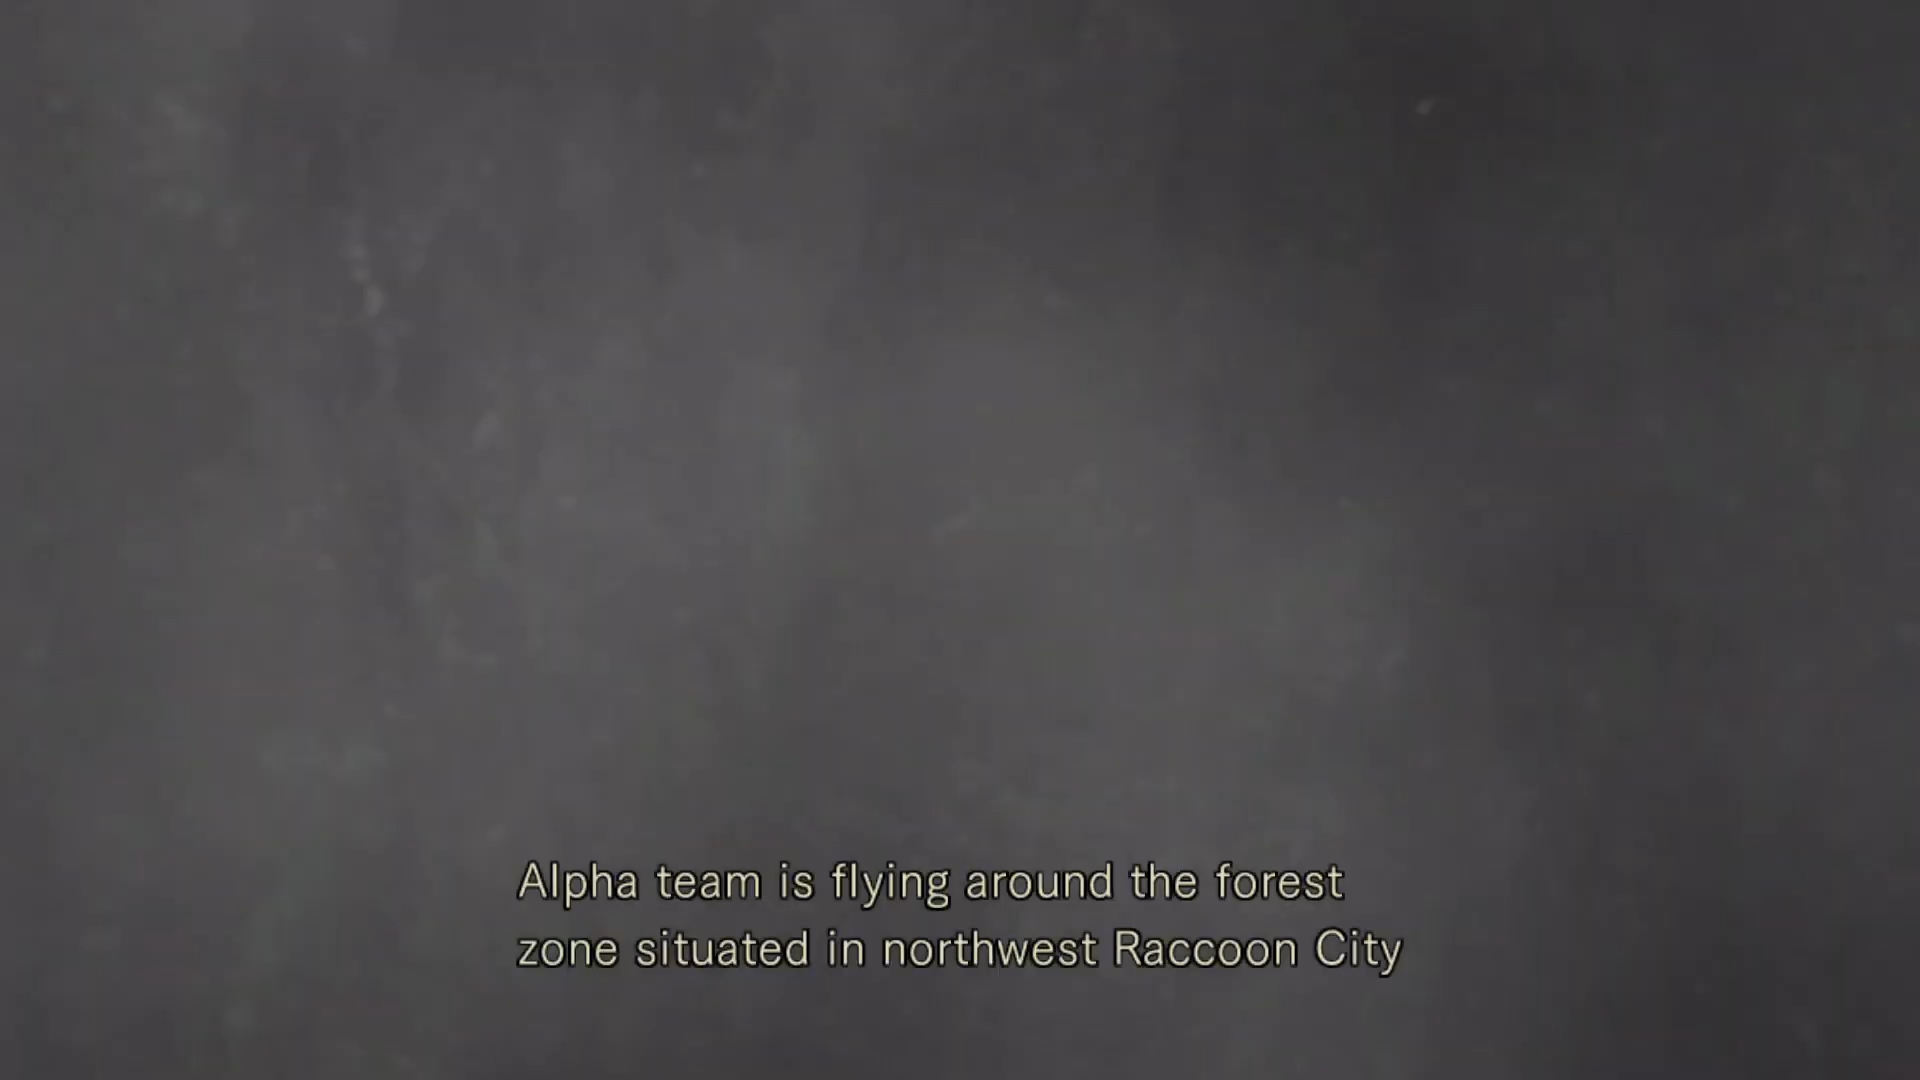 Alpha team is flying around the forest
zone situated in northwest Raccoon City